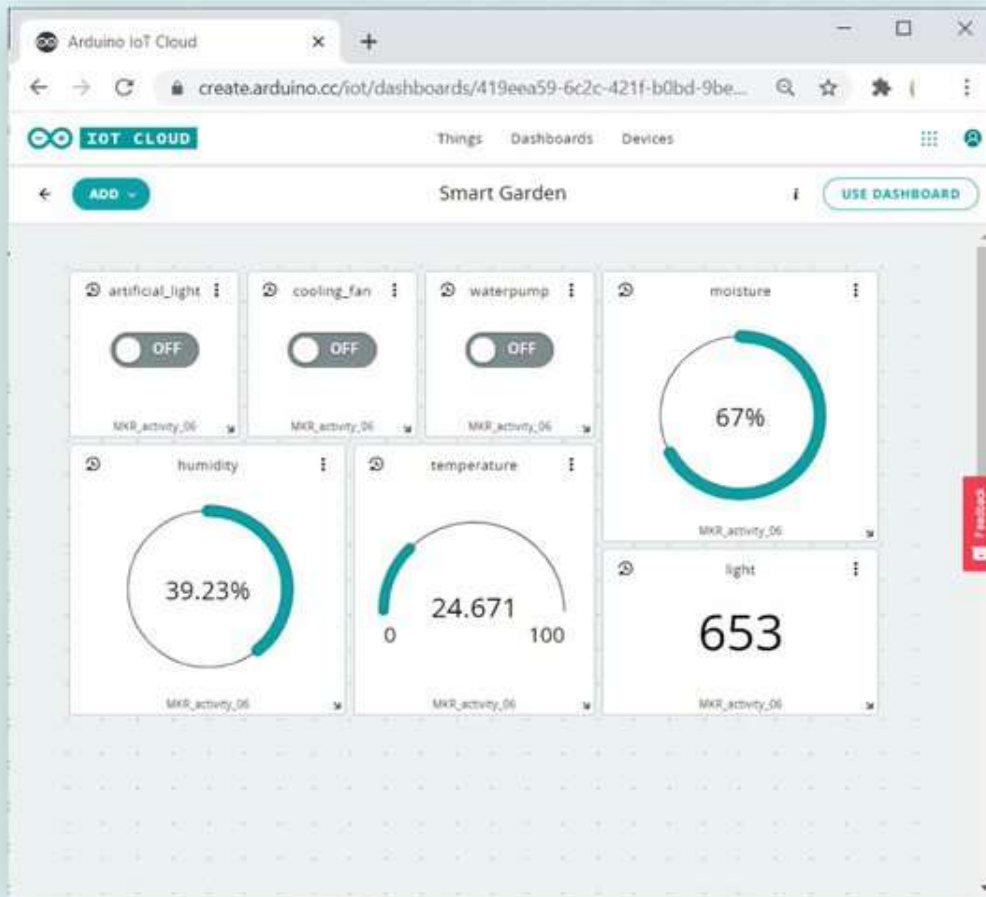 Arduino IoT Cloud
create.arduino.cc/iot/dashboards/419eea59-6c2c-421f-b0bd-9be...
IOT CLOUD
Things Dashboards Devices
ADD
Smart Garden
i
USE DASHBOARD
artificial_light
OFF
MKR_activity_06
cooling_fan
OFF
MKR_activity_06
waterpump
OFF
MKR_activity_06
moisture
67%
MKR_activity_06
humidity
39.23%
MKR_activity_06
temperature
24.671
0 100
MKR_activity_06
light
653
MKR_activity_06
Feedback